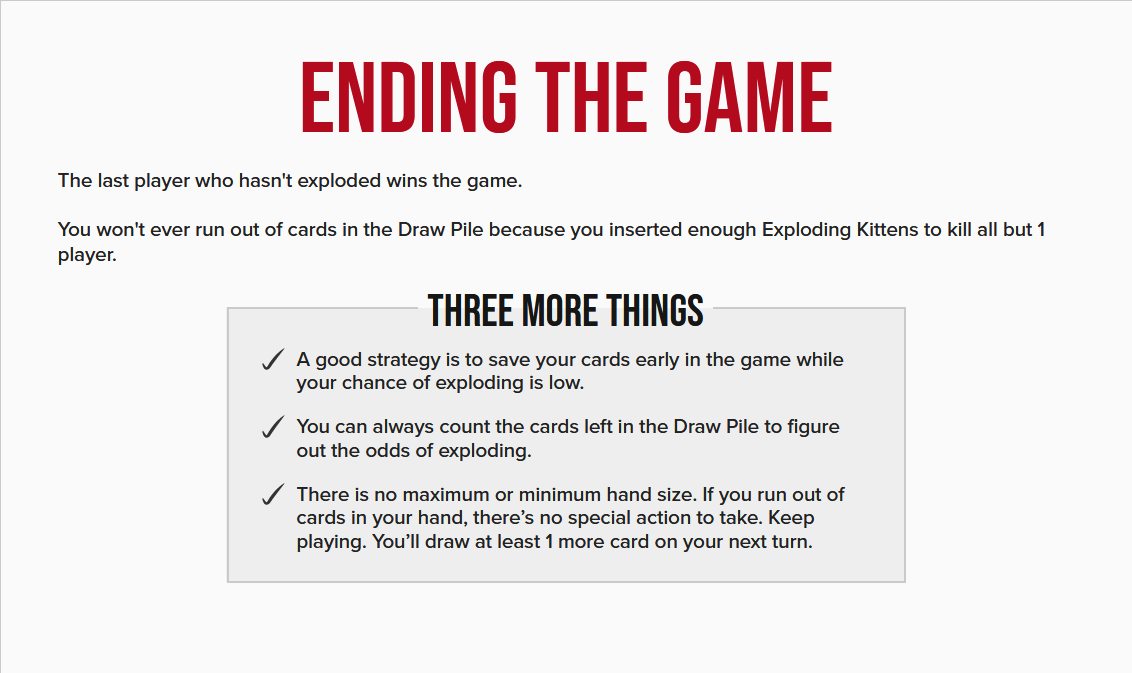 ENDING THE GAME
The last player who hasn't exploded wins the game.
You won't ever run out of cards in the Draw Pile because you inserted enough Exploding Kittens to kill all but 1
player.
THREE MORE THINGS
A good strategy is to save your cards early in the game while
your chance of exploding is low.
You can always count the cards left in the Draw Pile to figure
out the odds of exploding.
There is no maximum or minimum hand size. If you run out of
cards in your hand, there’s no special action to take. Keep
playing. You’ll draw at least 1 more card on your next turn.